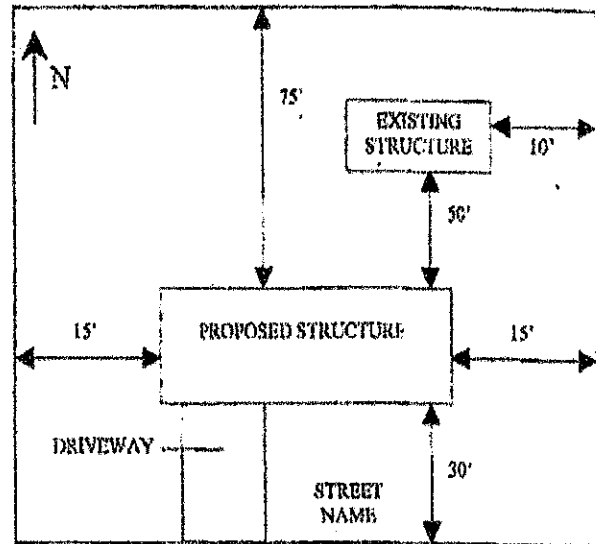 N
75'
EXISTING
STRUCTURE
10'
50'
15'
PROPOSED STRUCTURE
15'
DRIVEWAY
30'
STREET
NAME